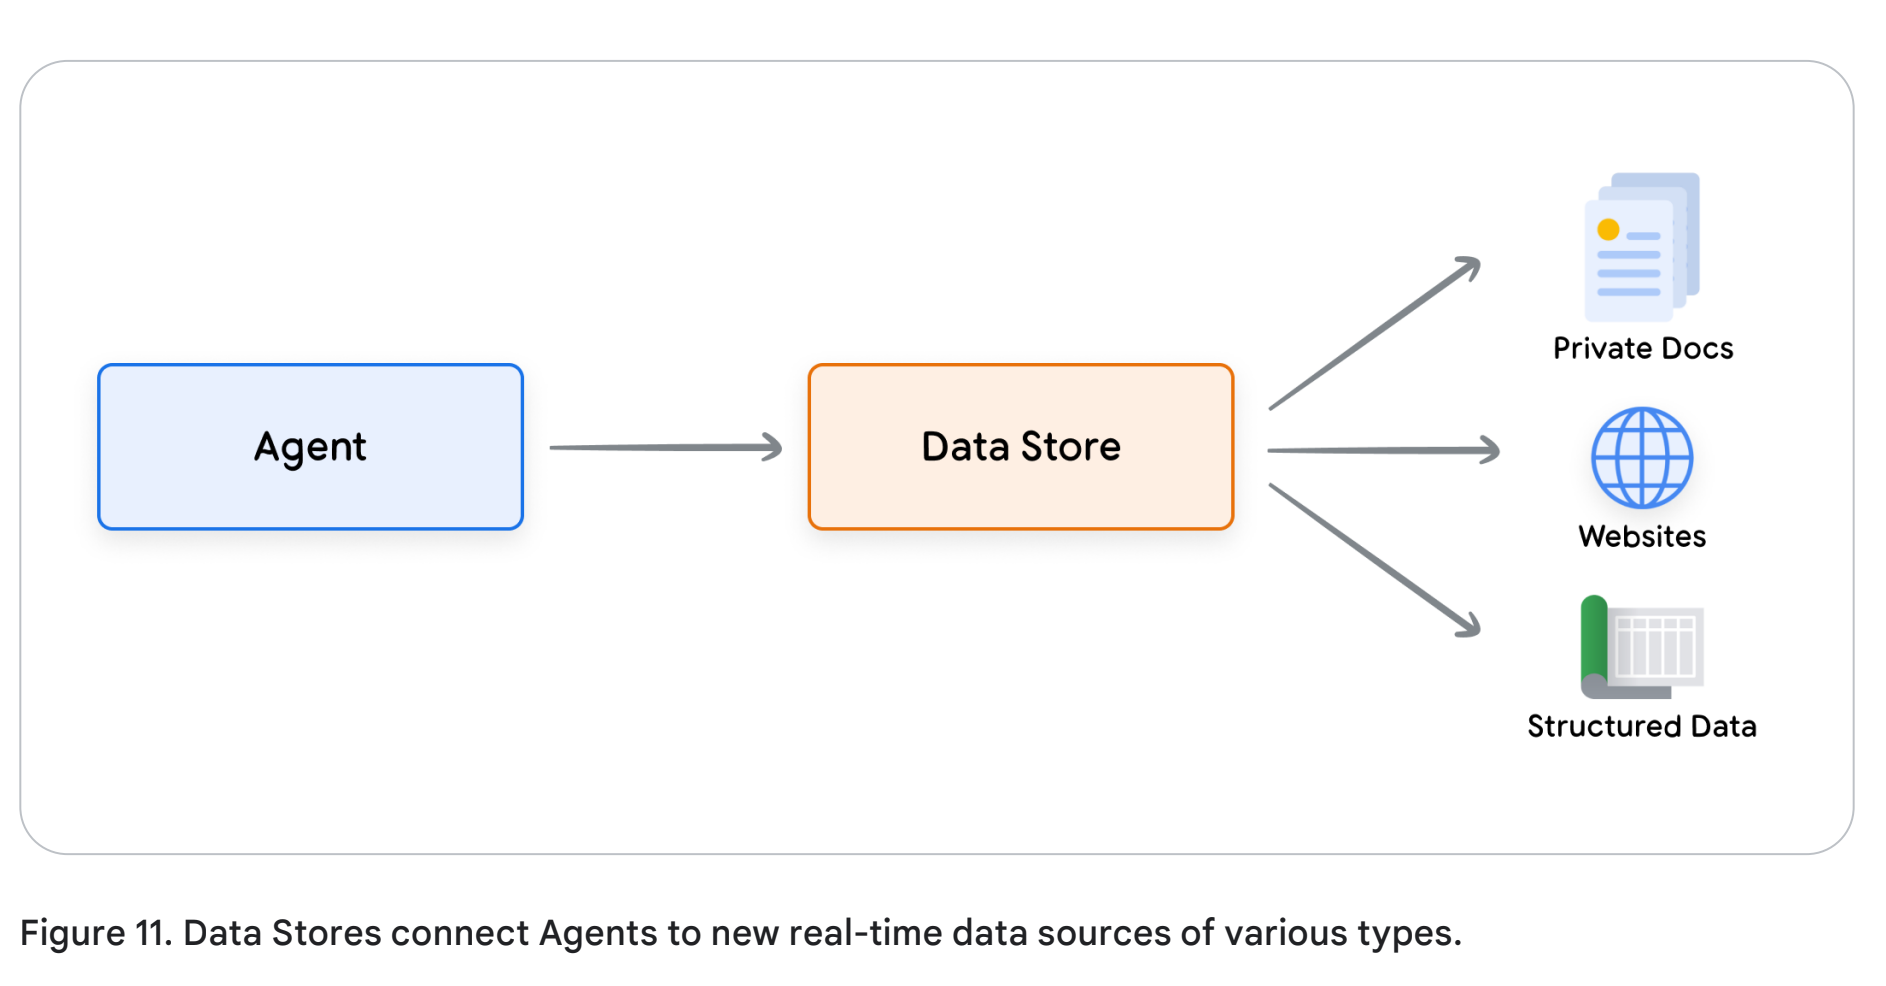 Agent
Data Store
Private Docs
Websites
Structured Data
Figure 11. Data Stores connect Agents to new real-time data sources of various types.